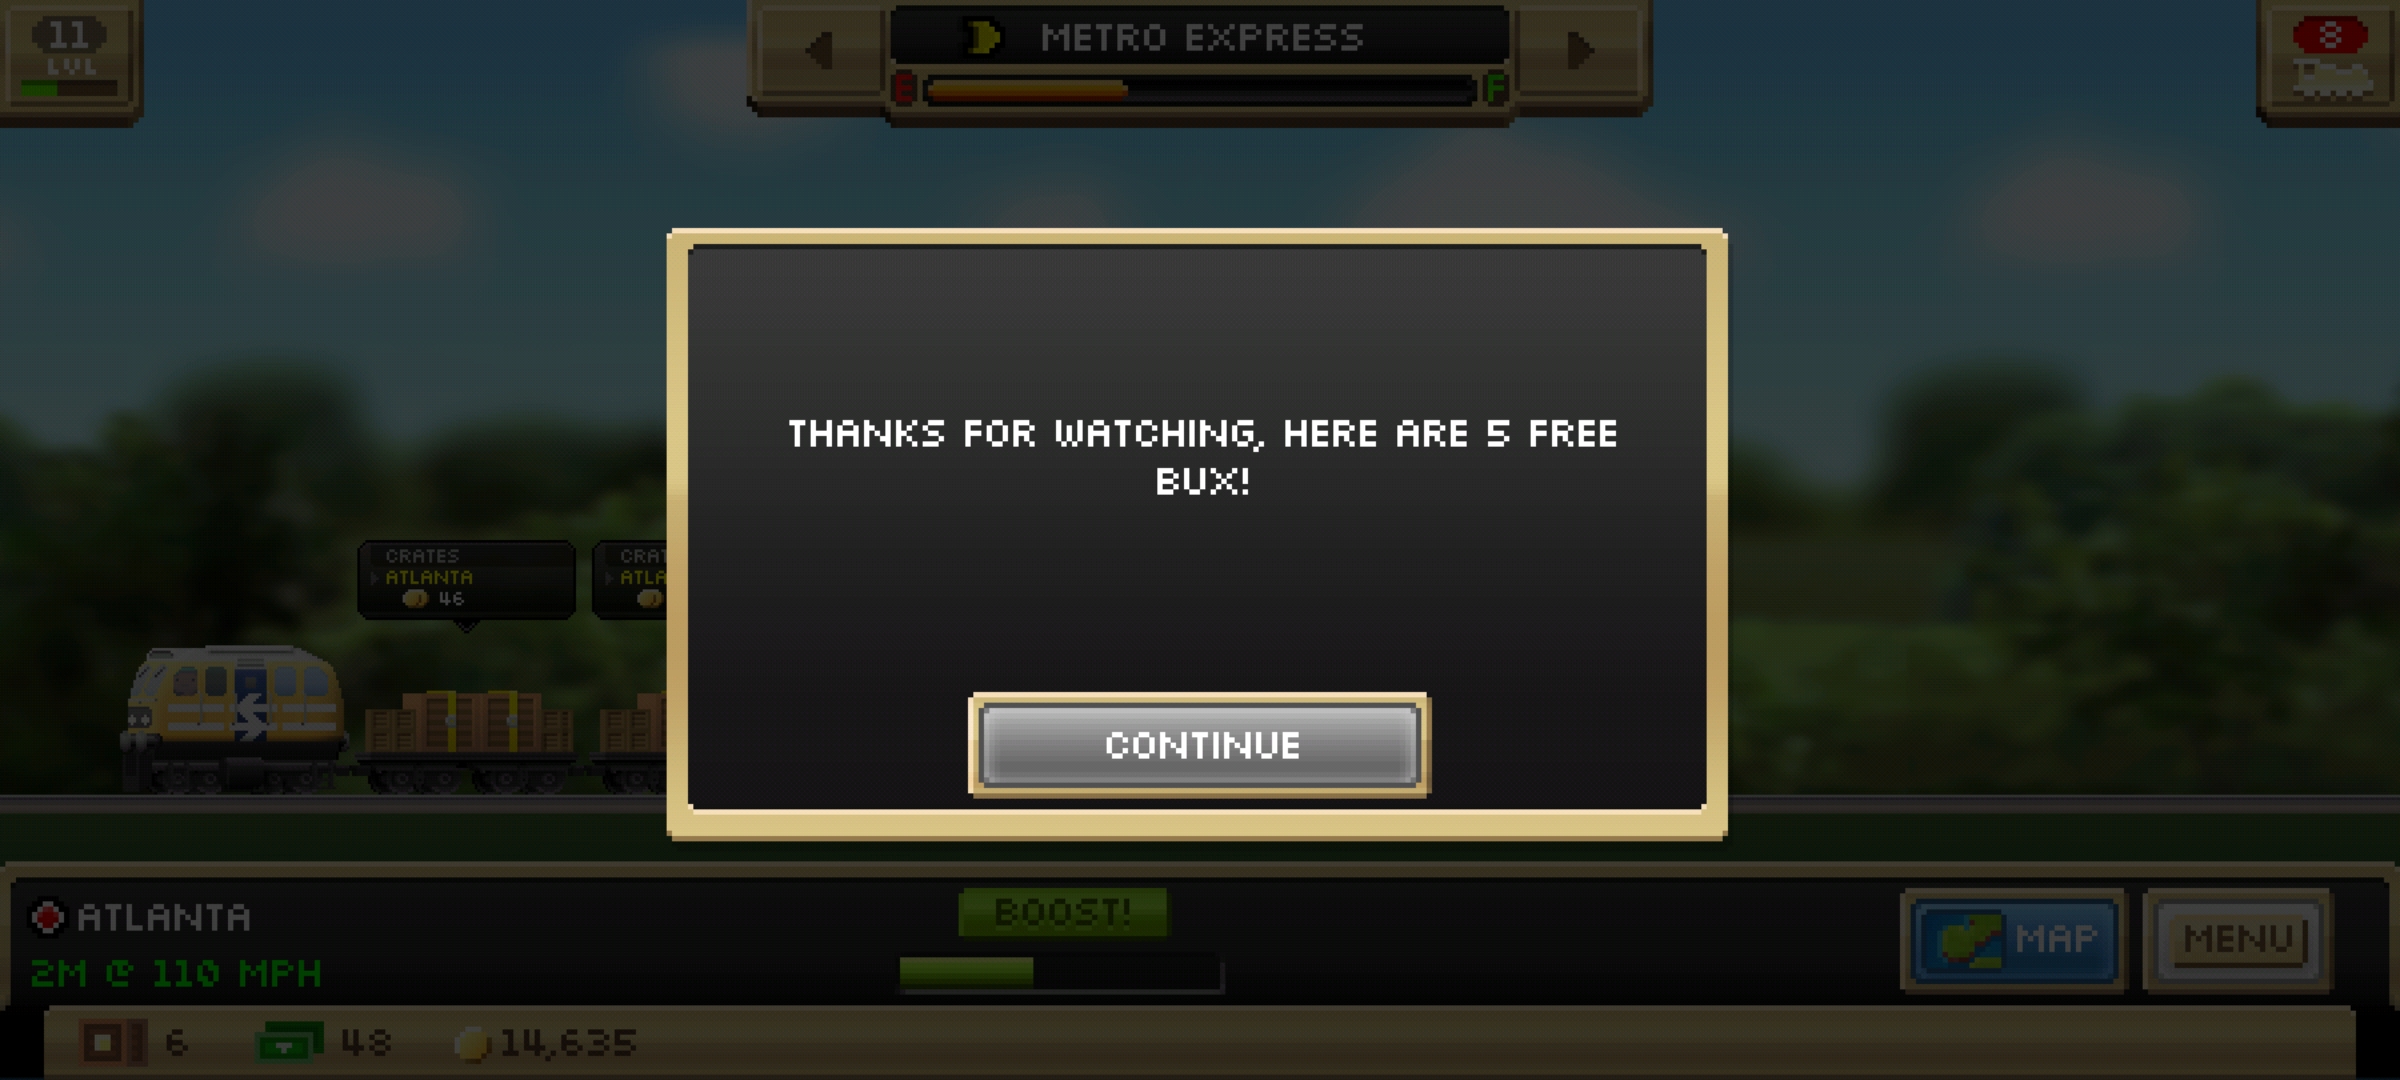 11
LVL
METRO EXPRESS
E F
8
THANKS FOR WATCHING, HERE ARE 5 FREE
BUX!
CRATES
ATLANTA
46
CONTINUE
ATLANTA
2M @ 110 MPH
BOOST!
MAP
MENU
6 48 14,635